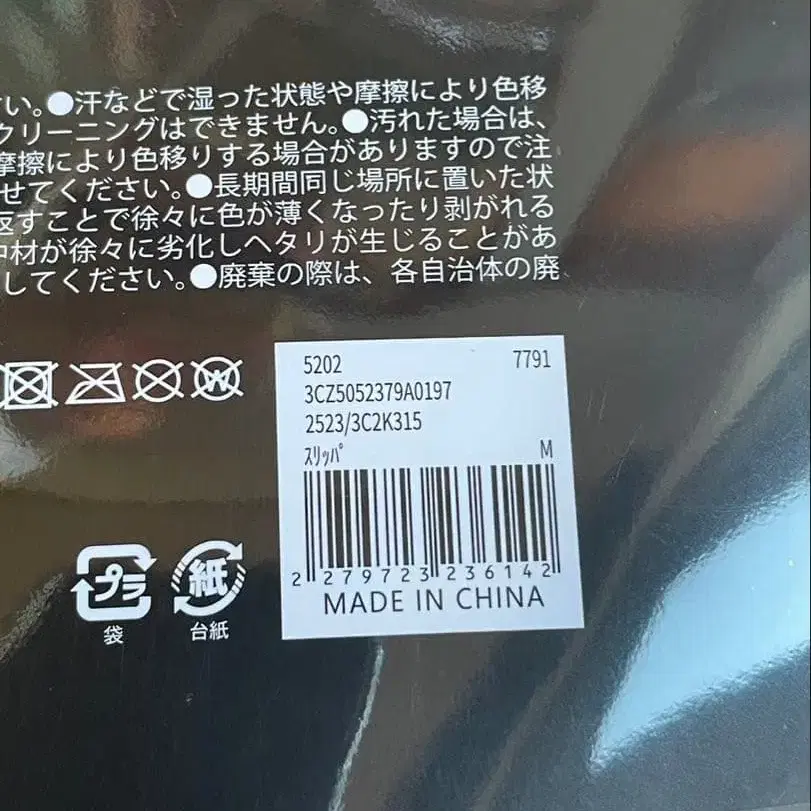 い。●汗などで湿った状態や摩擦により色移
クリーニングはできません。●汚れた場合は、
摩擦により色移りする場合がありますので注
せてください。●長期間同じ場所に置いた状
返すことで徐々に色が薄くなったり剥がれる
中材が徐々に劣化しヘタリが生じることがあ
してください。●廃棄の際は、各自治体の廃
W
5202 7791
3CZ5052379A0197
2523/3C2K315
ｽﾘｯﾊﾟ M
2 279723 236142
MADE IN CHINA
プラ 紙
袋 台紙